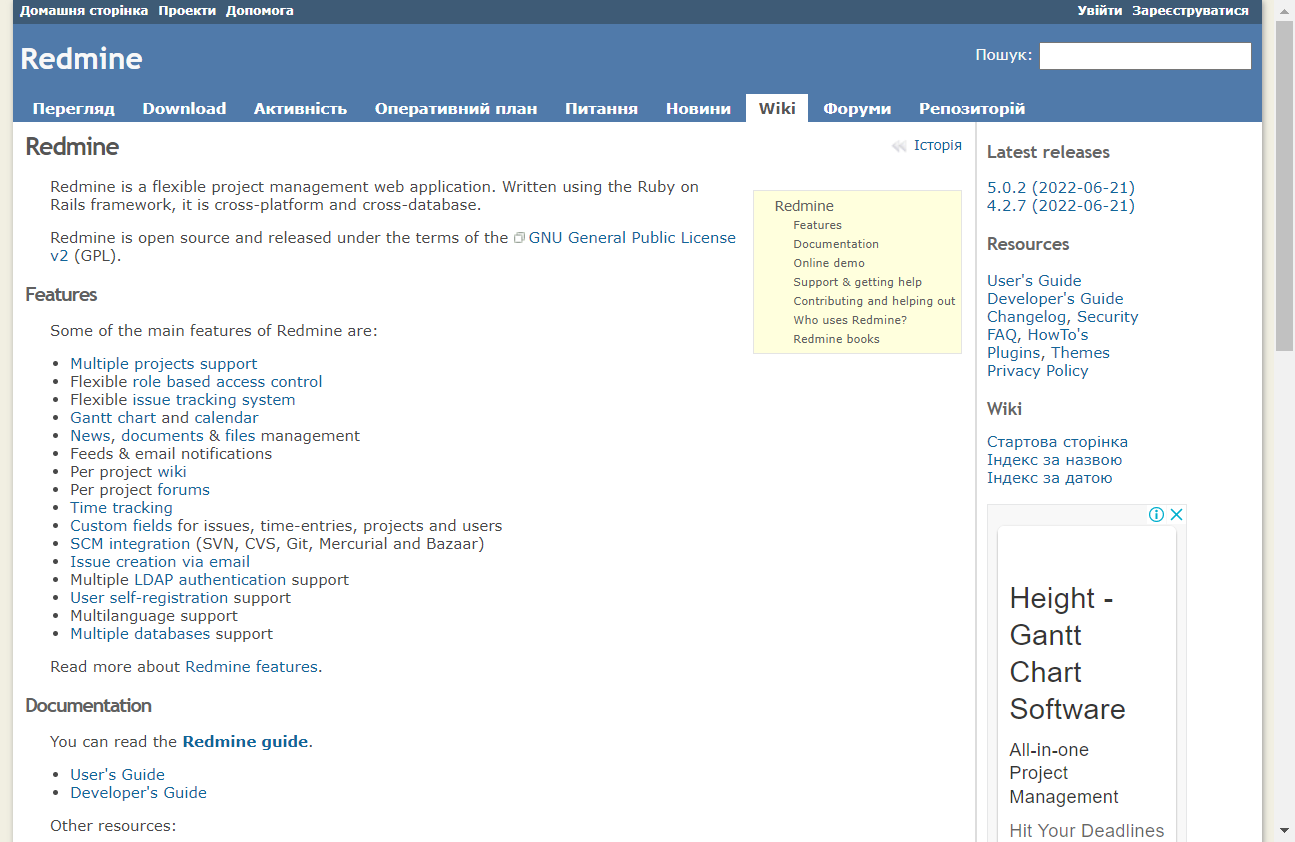 Домашня сторінка Проекти Допомога
Увійти Зареєструватися
Redmine
Пошук:
Перегляд Download Активність Оперативний план Питання Новини Wiki Форуми Репозиторій
Redmine
Історія
Redmine is a flexible project management web application. Written using the Ruby on
Rails framework, it is cross-platform and cross-database.
Redmine is open source and released under the terms of the GNU General Public License
v2 (GPL).
Redmine
Features
Documentation
Online demo
Support & getting help
Contributing and helping out
Who uses Redmine?
Redmine books
Features
Some of the main features of Redmine are:
• Multiple projects support
• Flexible role based access control
• Flexible issue tracking system
• Gantt chart and calendar
• News, documents & files management
• Feeds & email notifications
• Per project wiki
• Per project forums
• Time tracking
• Custom fields for issues, time-entries, projects and users
• SCM integration (SVN, CVS, Git, Mercurial and Bazaar)
• Issue creation via email
• Multiple LDAP authentication support
• User self-registration support
• Multilanguage support
• Multiple databases support
Read more about Redmine features.
Documentation
You can read the Redmine guide.
• User's Guide
• Developer's Guide
Other resources:
Latest releases
5.0.2 (2022-06-21)
4.2.7 (2022-06-21)
Resources
User's Guide
Developer's Guide
Changelog, Security
FAQ, HowTo's
Plugins, Themes
Privacy Policy
Wiki
Стартова сторінка
Індекс за назвою
Індекс за датою
Height -
Gantt
Chart
Software
All-in-one
Project
Management
Hit Your Deadlines